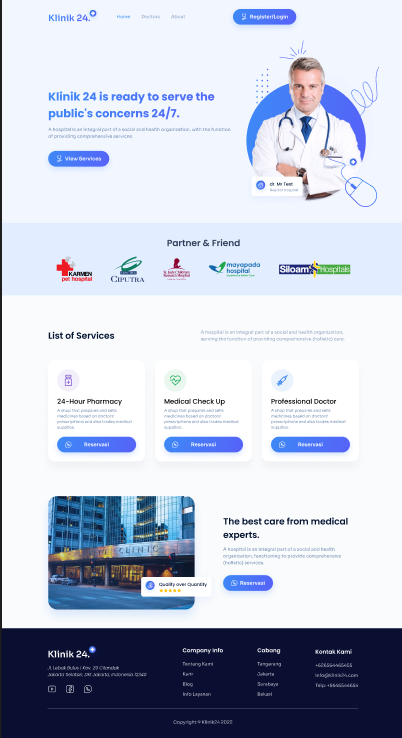 Klinik 24.
Home Doctors About
Register/Login
Klinik 24 is ready to serve the
public's concerns 24/7.
A hospital is an integral part of a social and health organization, with the function
of providing comprehensive services.
View Services
dr. Mr Test
Klinik Hospital
Partner & Friend
KARMEN
pet hospital
CIPUTRA
St. Jude Children's
Research Hospital
mayapada
hospital
Siloam Hospitals
List of Services
A hospital is an integral part of a social and health organization,
serving the function of providing comprehensive (holistic) care.
24-Hour Pharmacy
A shop that prepares and sells
medicines based on doctors'
prescriptions and also trades medical
supplies.
Reservasi
Medical Check Up
A shop that prepares and sells
medicines based on doctors'
prescriptions and also trades medical
supplies.
Reservasi
Professional Doctor
A shop that prepares and sells
medicines based on doctors'
prescriptions and also trades medical
supplies.
Reservasi
CLINIC
Quality over Quantity
The best care from medical
experts.
A hospital is an integral part of a social and health
organization, functioning to provide comprehensive
(holistic) services.
Reservasi
Klinik 24.
Jl. Lebak Bulus I Kav. 29 Cilandak
Jakarta Selatan, DKI Jakarta, Indonesia 12340
Company Info
Tentang Kami
Karir
Blog
Info Layanan
Cabang
Tangerang
Jakarta
Surabaya
Bekasi
Kontak Kami
info@klinik24.com
Copyright © Klinik24 2022